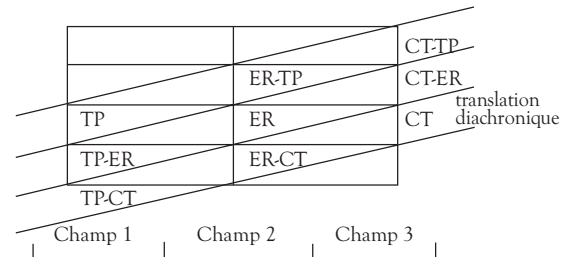 CT-TP
ER-TP CT-ER
translation
TP ER CT
diachronique
TP-ER ER-CT
TP-CT
Champ 1 Champ 2 Champ 3